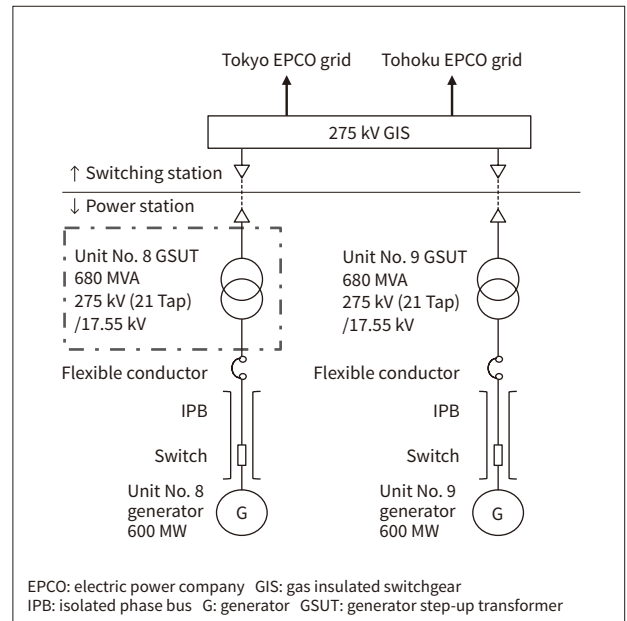 Tokyo EPCO grid
Tohoku EPCO grid
275 kV GIS
↑ Switching station
↓ Power station
Unit No. 8 GSUT
680 MVA
275 kV (21 Tap)
/17.55 kV
Unit No. 9 GSUT
680 MVA
275 kV (21 Tap)
/17.55 kV
Flexible conductor
Flexible conductor
IPB
IPB
Switch
Switch
Unit No. 8
generator
600 MW
G
Unit No. 9
generator
600 MW
G
EPCO: electric power company GIS: gas insulated switchgear
IPB: isolated phase bus G: generator GSUT: generator step-up transformer